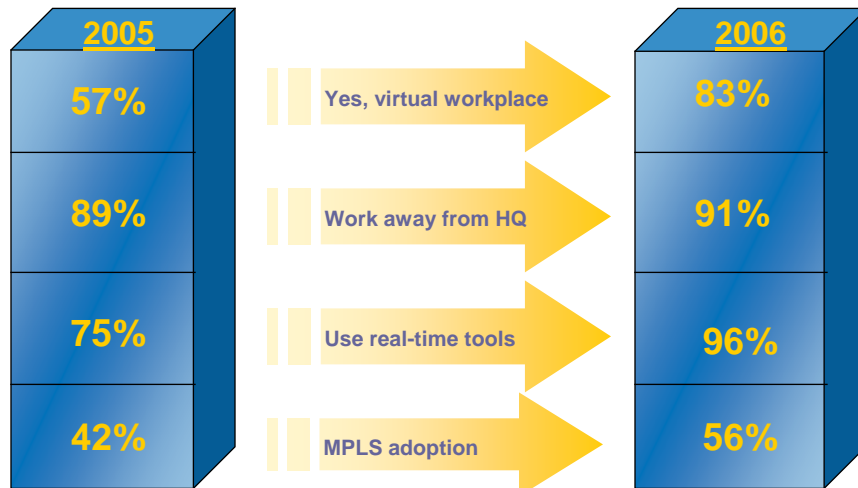 2005
2006
57%
Yes, virtual workplace
83%
89%
Work away from HQ
91%
75%
Use real-time tools
96%
42%
MPLS adoption
56%